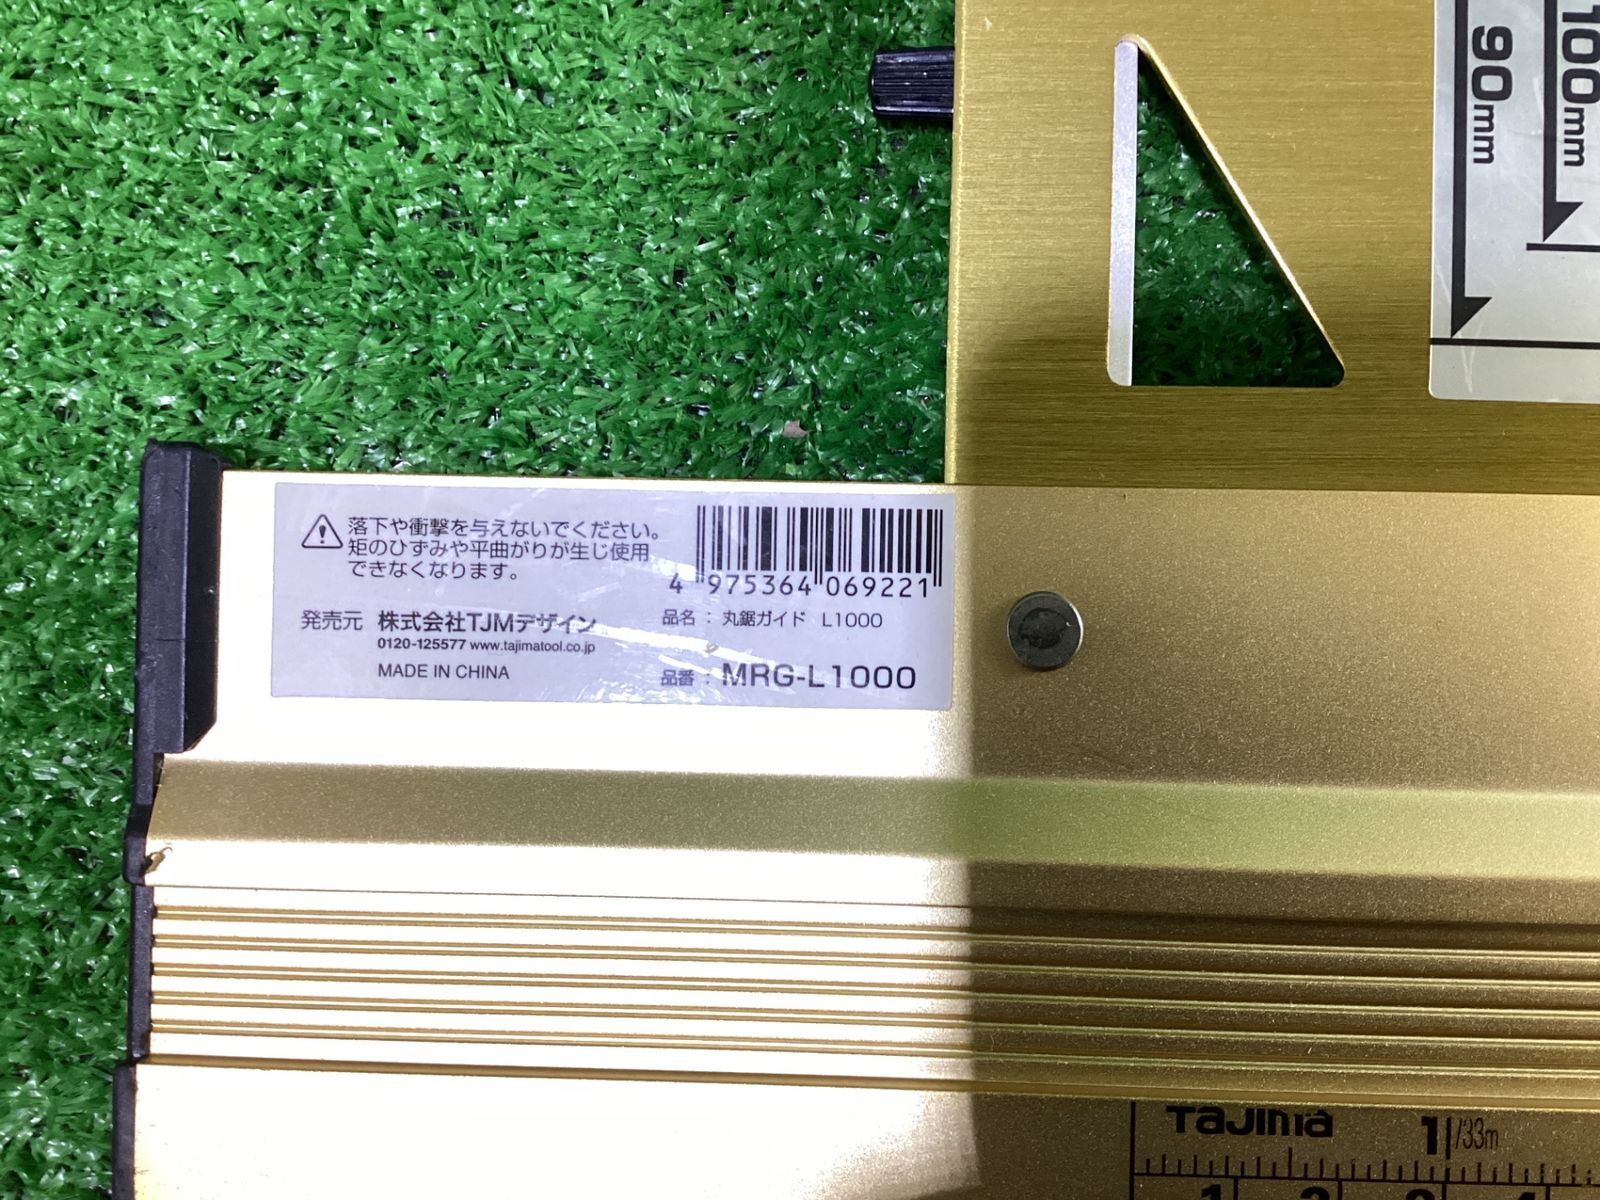 100mm
90mm
落下や衝撃を与えないでください。
矩のひずみや平曲がりが生じ使用
できなくなります。
4 975364 069221
発売元 株式会社TJMデザイン
0120-125577 www.tajimatool.co.jp
MADE IN CHINA
品名 : 丸鋸ガイド L1000
品番 : MRG-L1000
TAJIMA
1/33m
1 2